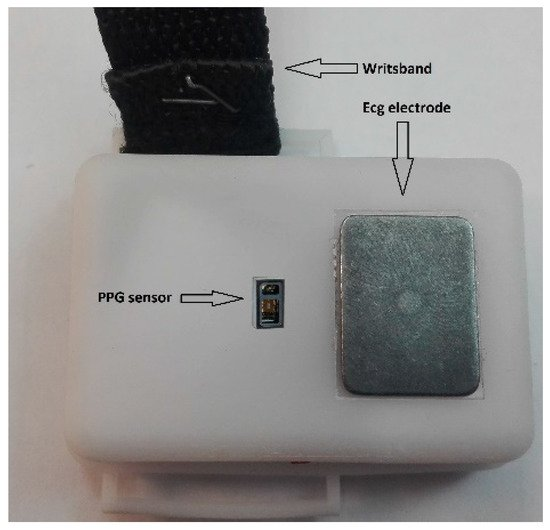 Writsband
Ecg electrode
PPG sensor